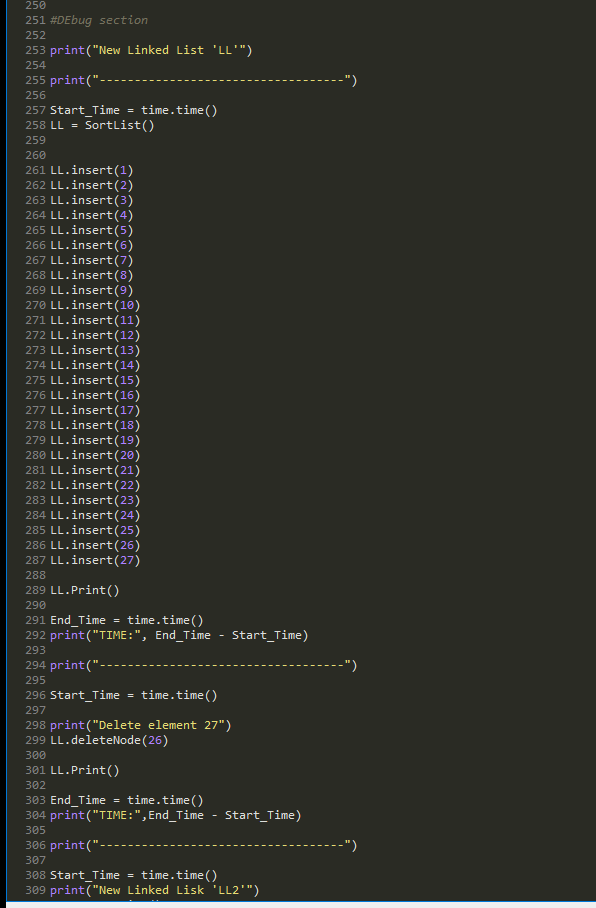 250
251 #DEbug section
252
253 print("New Linked List 'LL'")
254
255 print("-----------------------------------")
256
257 Start_Time = time.time()
258 LL = SortList()
259
260
261 LL.insert(1)
262 LL.insert(2)
263 LL.insert(3)
264 LL.insert(4)
265 LL.insert(5)
266 LL.insert(6)
267 LL.insert(7)
268 LL.insert(8)
269 LL.insert(9)
270 LL.insert(10)
271 LL.insert(11)
272 LL.insert(12)
273 LL.insert(13)
274 LL.insert(14)
275 LL.insert(15)
276 LL.insert(16)
277 LL.insert(17)
278 LL.insert(18)
279 LL.insert(19)
280 LL.insert(20)
281 LL.insert(21)
282 LL.insert(22)
283 LL.insert(23)
284 LL.insert(24)
285 LL.insert(25)
286 LL.insert(26)
287 LL.insert(27)
288
289 LL.Print()
290
291 End_Time = time.time()
292 print("TIME:", End_Time - Start_Time)
293
294 print("-----------------------------------")
295
296 Start_Time = time.time()
297
298 print("Delete element 27")
299 LL.deleteNode(26)
300
301 LL.Print()
302
303 End_Time = time.time()
304 print("TIME:",End_Time - Start_Time)
305
306 print("-----------------------------------")
307
308 Start_Time = time.time()
309 print("New Linked Lisk 'LL2'")